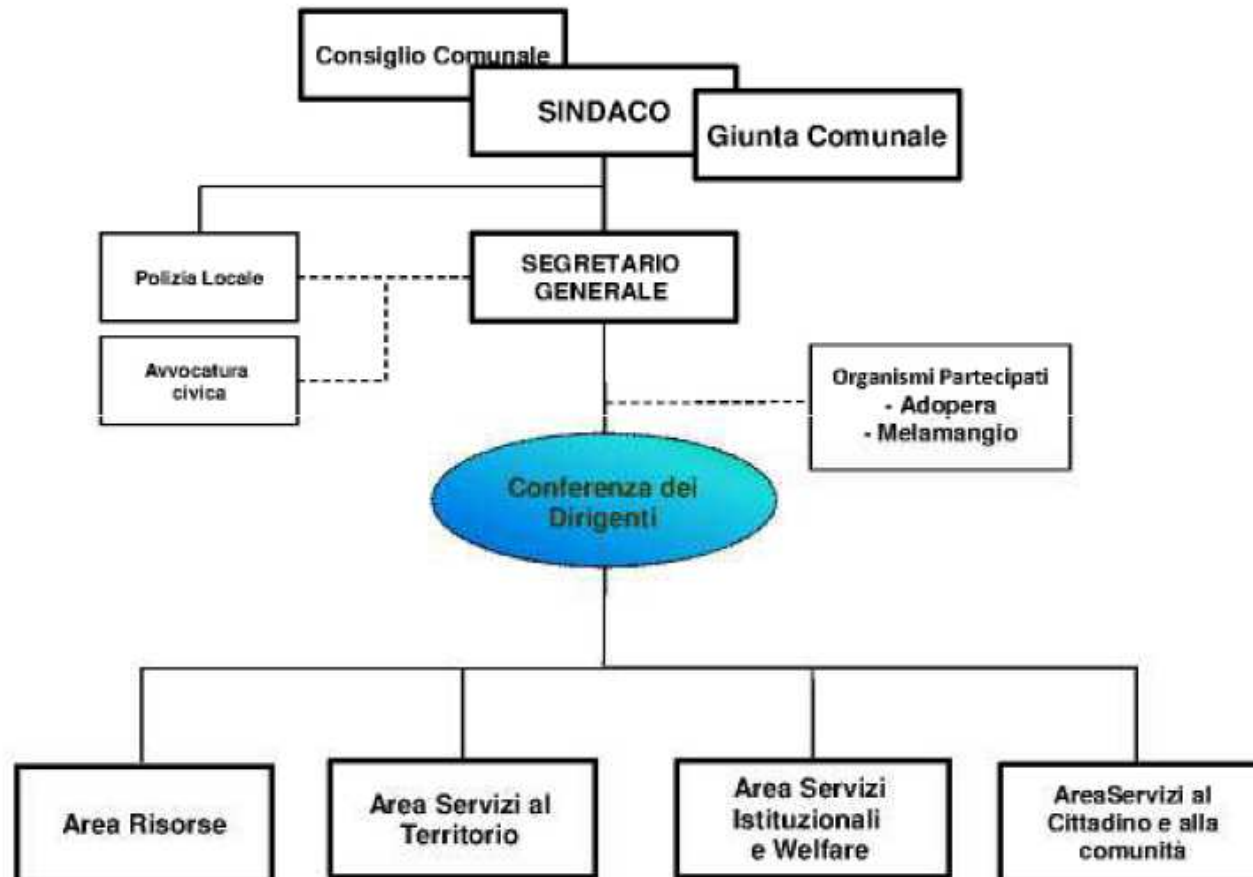 Consiglio Comunale
SINDACO
Giunta Comunale
Polizia Locale
SEGRETARIO
GENERALE
Avvocatura
civica
Organismi Partecipati
- Adopera
- Melamangio
Conferenza dei
Dirigenti
Area Risorse
Area Servizi al
Territorio
Area Servizi
Istituzionali
e Welfare
AreaServizi al
Cittadino e alla
comunità